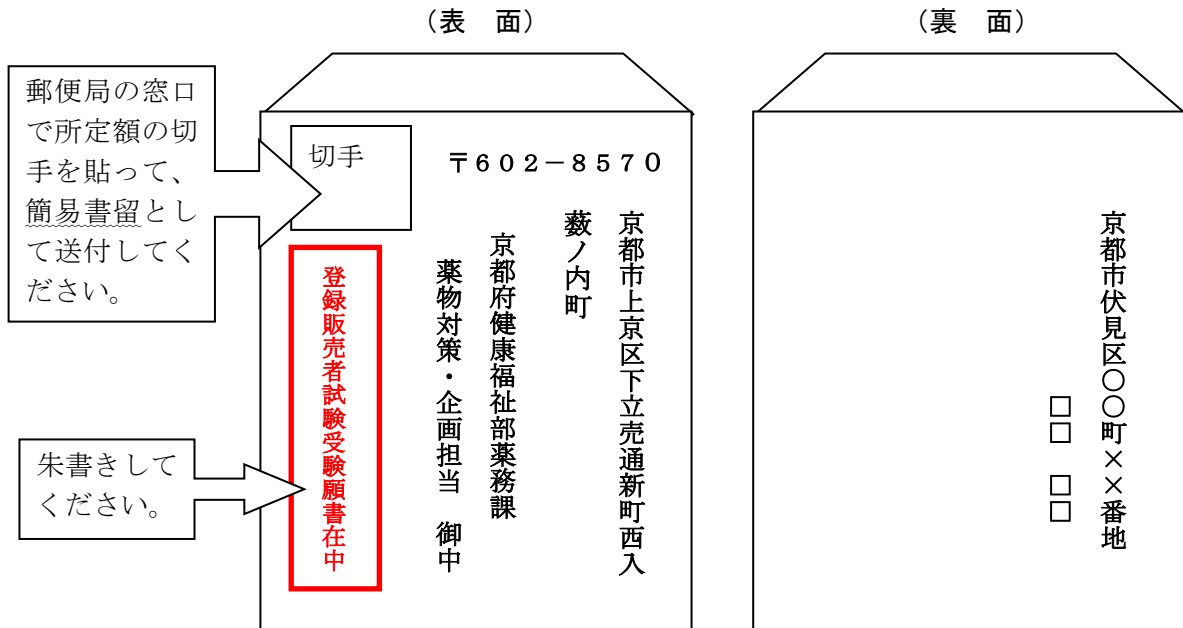 （表　面）
郵便局の窓口
で所定額の切
手を貼って、
簡易書留とし
て送付してく
ださい。
切手
〒６０２－８５７０
京都市上京区下立売通新町西入
薮ノ内町
京都府健康福祉部薬務課
薬物対策・企画担当　御中
登録販売者試験受験願書在中
朱書きして
ください。
（裏　面）
京都市伏見区〇〇町××番地
□□　□□